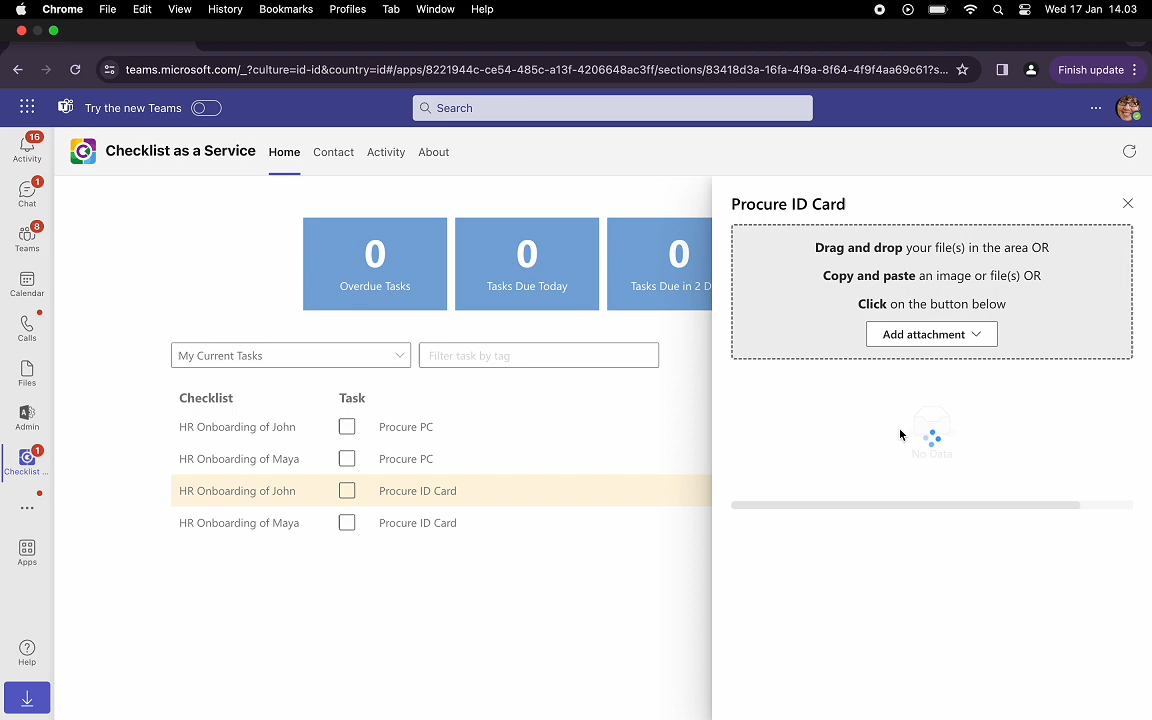 Chrome File Edit View History Bookmarks Profiles Tab Window Help Wed 17 Jan 14.03
teams.microsoft.com/_?culture=id-id&country=id#/apps/8221944c-ce54-485c-a13f-4206648ac3ff/sections/83418d3a-16fa-4f9a-8f64-4f9f4aa69c61?s... Finish update
Try the new Teams Search
16
Activity
1
Chat
8
Teams
Calendar
Calls
Files
Admin
1
Checklist ...
Apps
Help
Checklist as a Service Home Contact Activity About
0
Overdue Tasks
0
Tasks Due Today
0
Tasks Due in 2 D
My Current Tasks Filter task by tag
Checklist Task
HR Onboarding of John Procure PC
HR Onboarding of Maya Procure PC
HR Onboarding of John Procure ID Card
HR Onboarding of Maya Procure ID Card
Procure ID Card
Drag and drop your file(s) in the area OR
Copy and paste an image or file(s) OR
Click on the button below
Add attachment
No Data